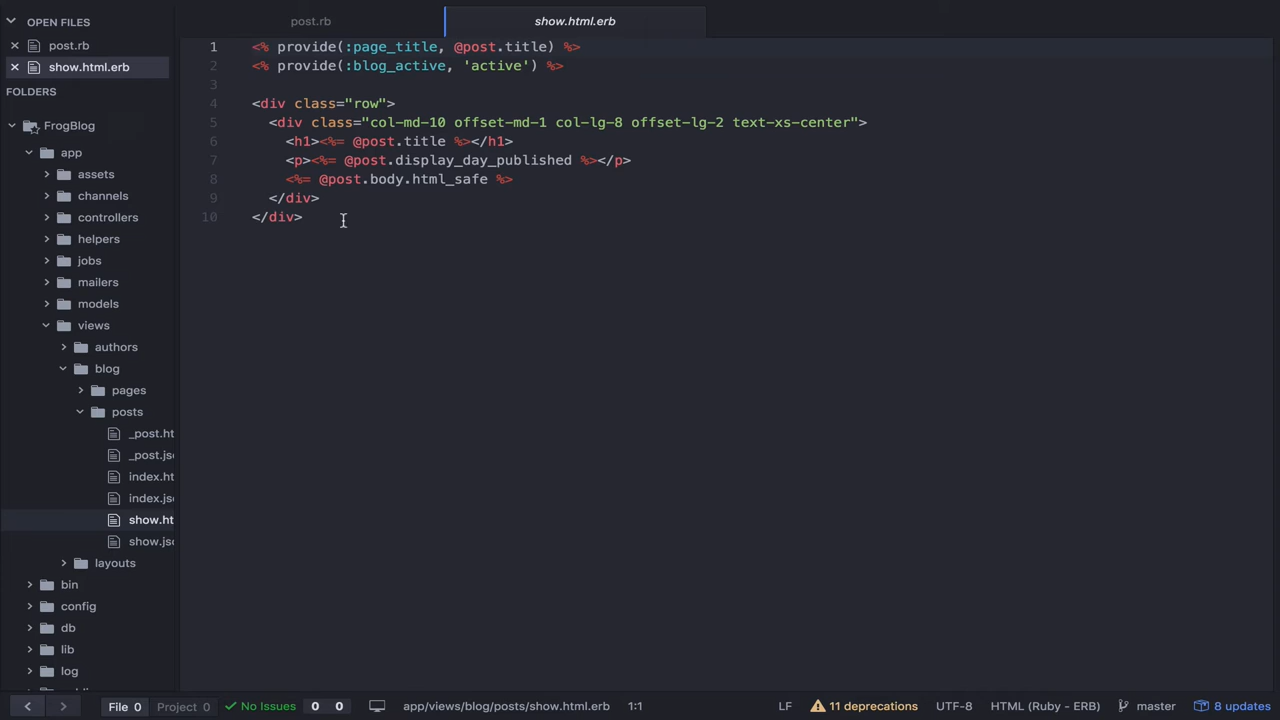 OPEN FILES
post.rb
show.html.erb
FOLDERS
FrogBlog
app
assets
channels
controllers
helpers
jobs
mailers
models
views
authors
blog
pages
posts
_post.ht
_post.jso
index.ht
index.jso
show.ht
show.jso
layouts
bin
config
db
lib
log
post.rb
show.html.erb
1 <% provide(:page_title, @post.title) %>
2 <% provide(:blog_active, 'active') %>
3
4 <div class="row">
5 <div class="col-md-10 offset-md-1 col-lg-8 offset-lg-2 text-xs-center">
6 <h1><%= @post.title %></h1>
7 <p><%= @post.display_day_published %></p>
8 <%= @post.body.html_safe %>
9 </div>
10 </div>
File 0 Project 0 No Issues 0 0 app/views/blog/posts/show.html.erb 1:1 LF 11 deprecations UTF-8 HTML (Ruby - ERB) master 8 updates